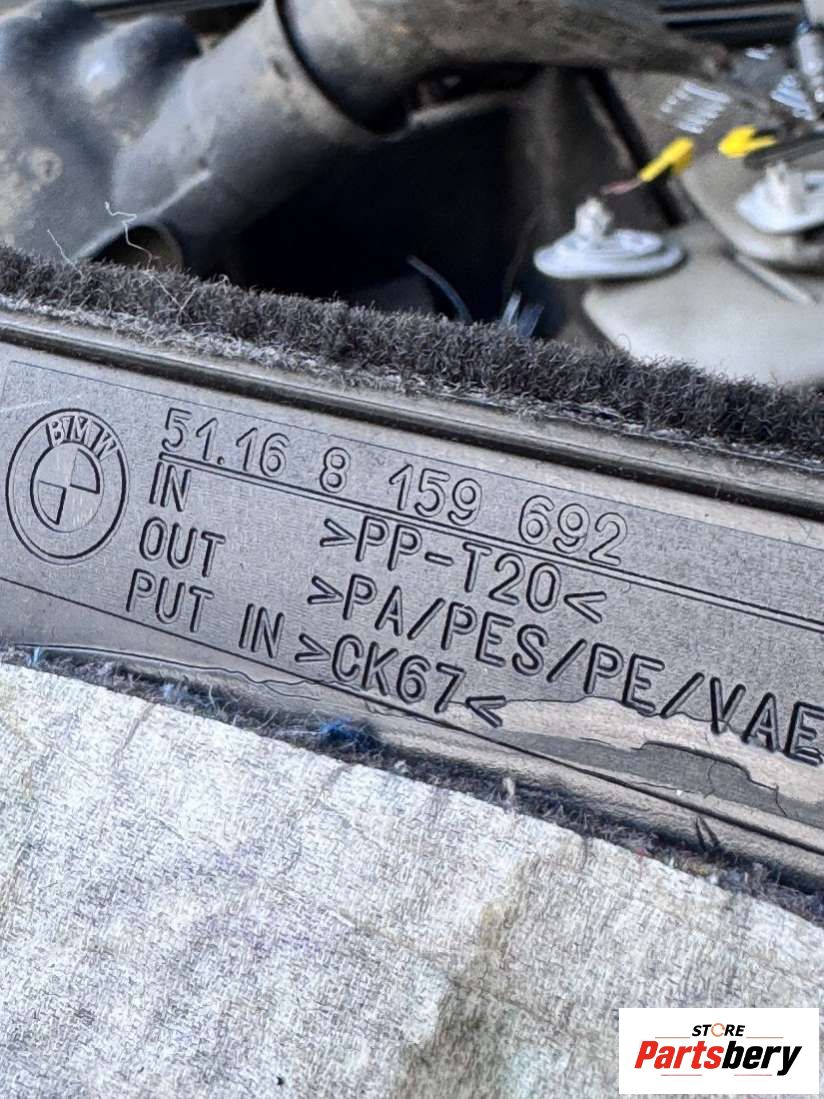 BMW
51.16 8 159 692
IN >PP-T20<
OUT >PA/PES/PE/VAE
PUT IN >CK67<
STORE
Partsbery